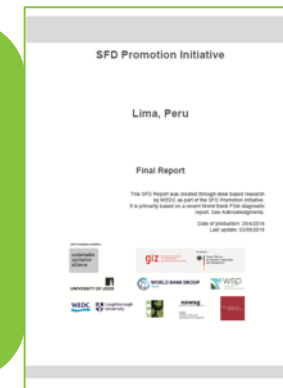 SFD Promotion Initiative
Lima, Peru
Final Report
This SFD Report was created through desk based research
by WEDC as part of the SFD Promotion Initiative.
It is primarily based on a recent World Bank FSM diagnostic
report. See Acknowledgments.
Date of production: 29/4/2016
Last update: 03/08/2016
sustainable
sanitation
alliance
giz
UNIVERSITY OF LEEDS
WORLD BANK GROUP
wsp
WEDC
Loughborough
University
eawag